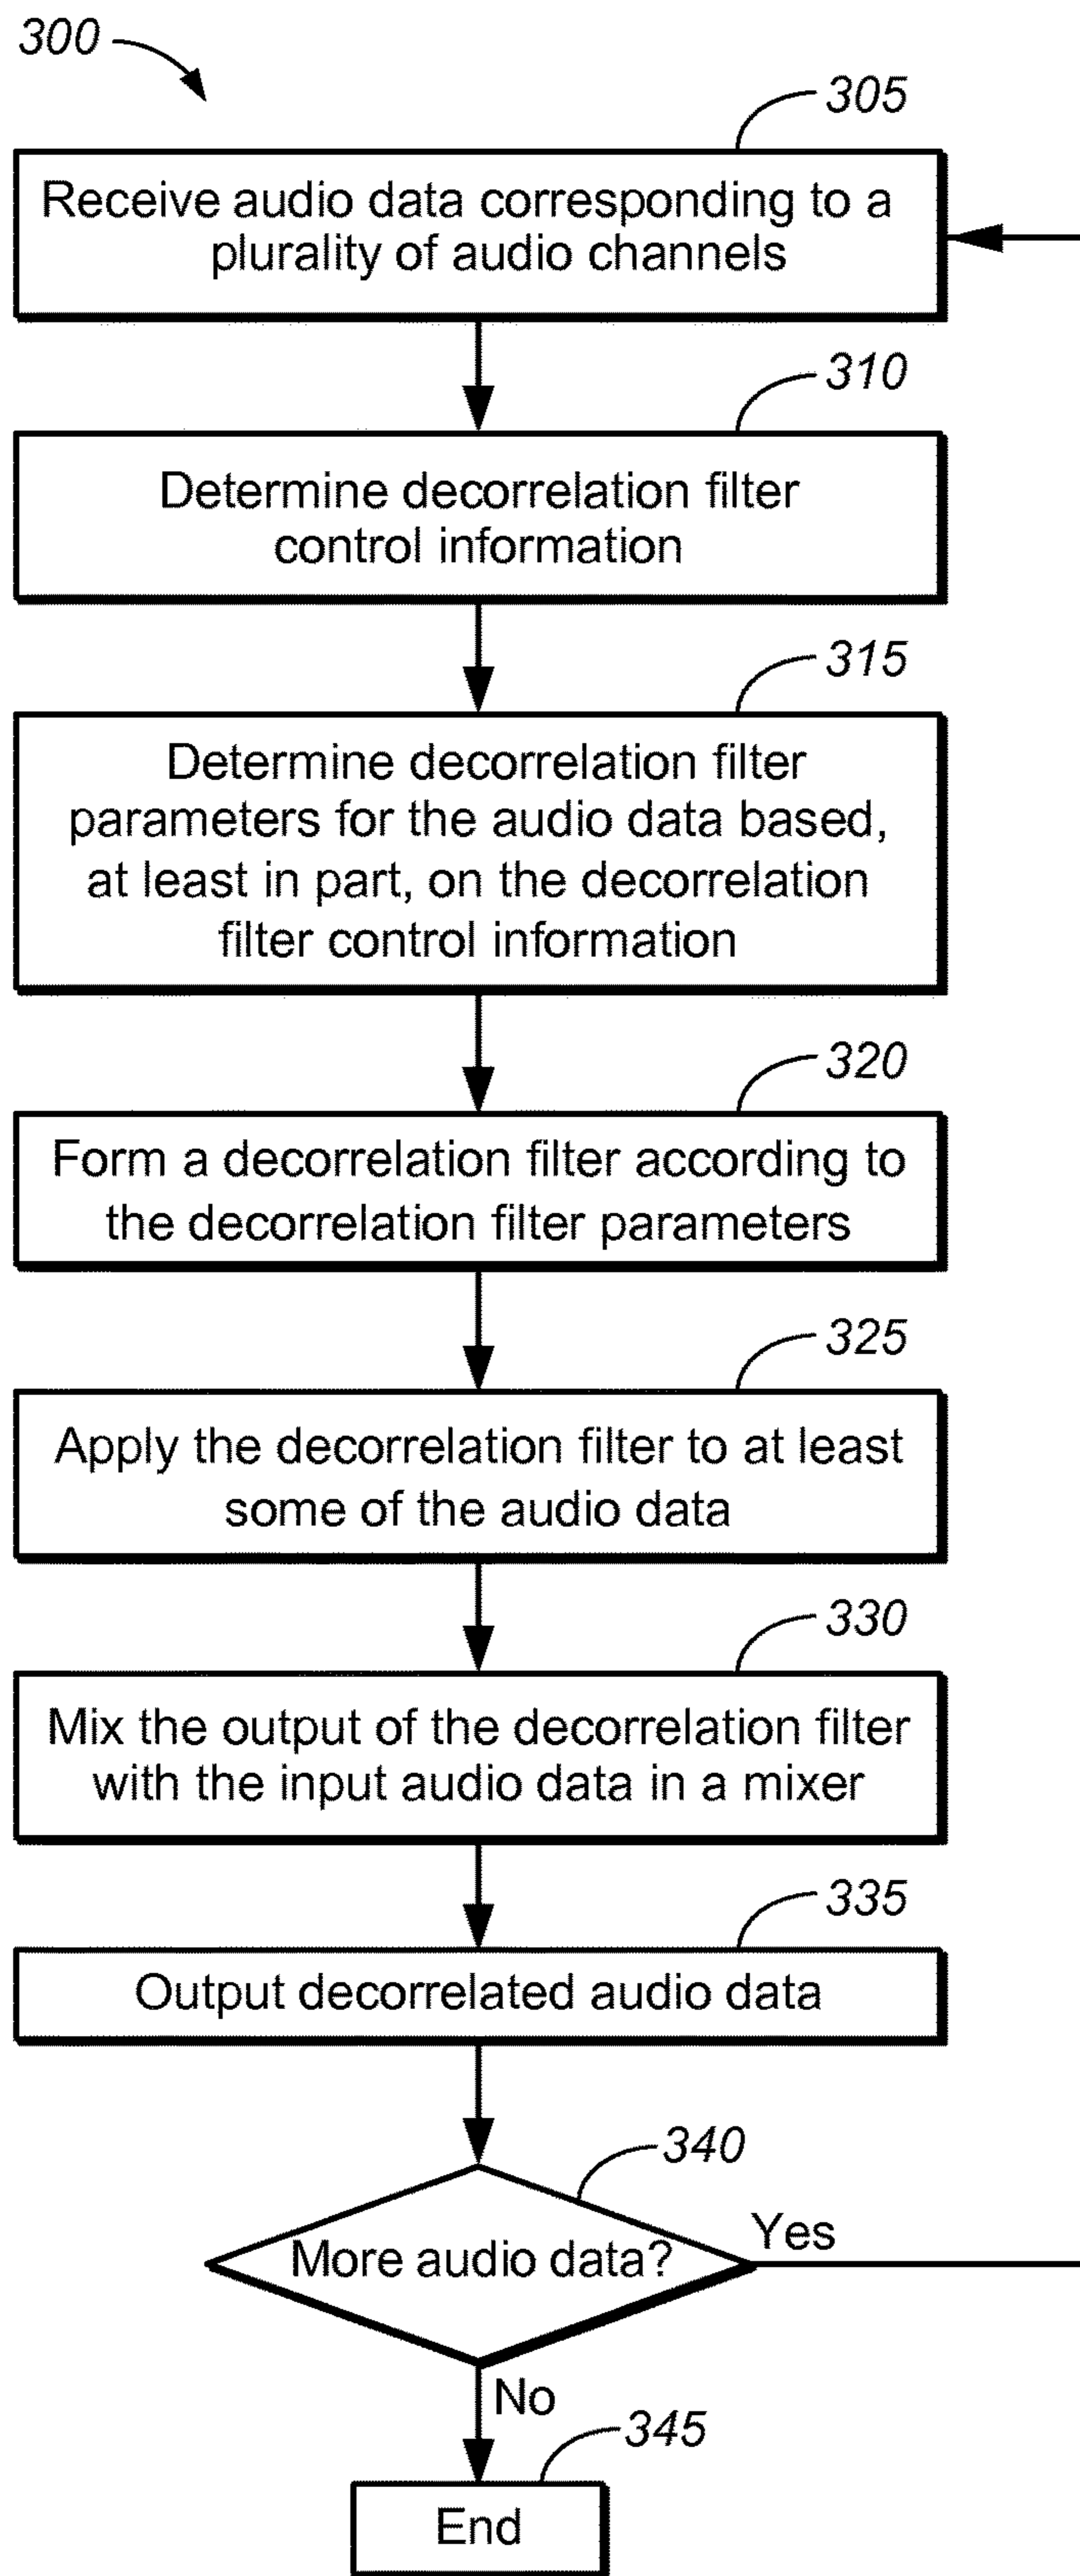 300
305
Receive audio data corresponding to a
plurality of audio channels
310
Determine decorrelation filter
control information
315
Determine decorrelation filter
parameters for the audio data based,
at least in part, on the decorrelation
filter control information
320
Form a decorrelation filter according to
the decorrelation filter parameters
325
Apply the decorrelation filter to at least
some of the audio data
330
Mix the output of the decorrelation filter
with the input audio data in a mixer
335
Output decorrelated audio data
340
More audio data?
Yes
No
345
End